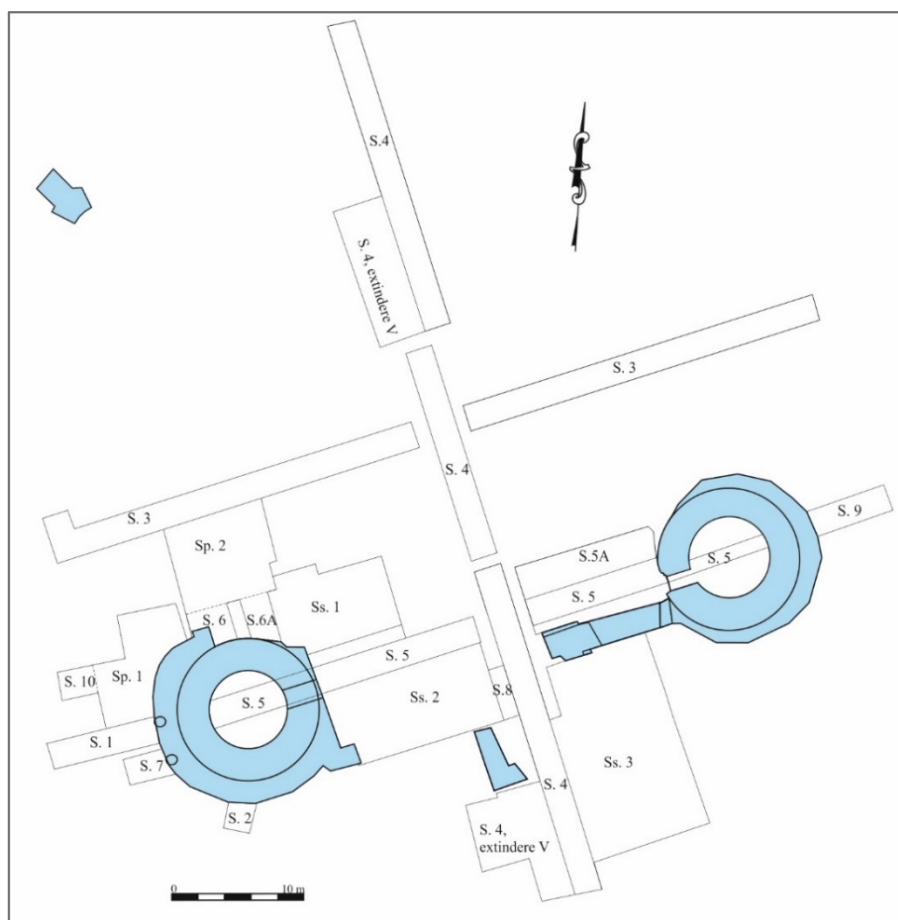 S.4
S. 4, extindere V
S. 3
S. 4
S. 3
S. 9
Sp. 2
S.5A
S. 5
S. 5
Ss. 1
S. 6
S.6A
S. 5
Sp. 1
S. 10
S. 5
Ss. 2
S.8
S. 1
S. 7
Ss. 3
S. 4
S. 2
S. 4,
extindere V
0
10 m